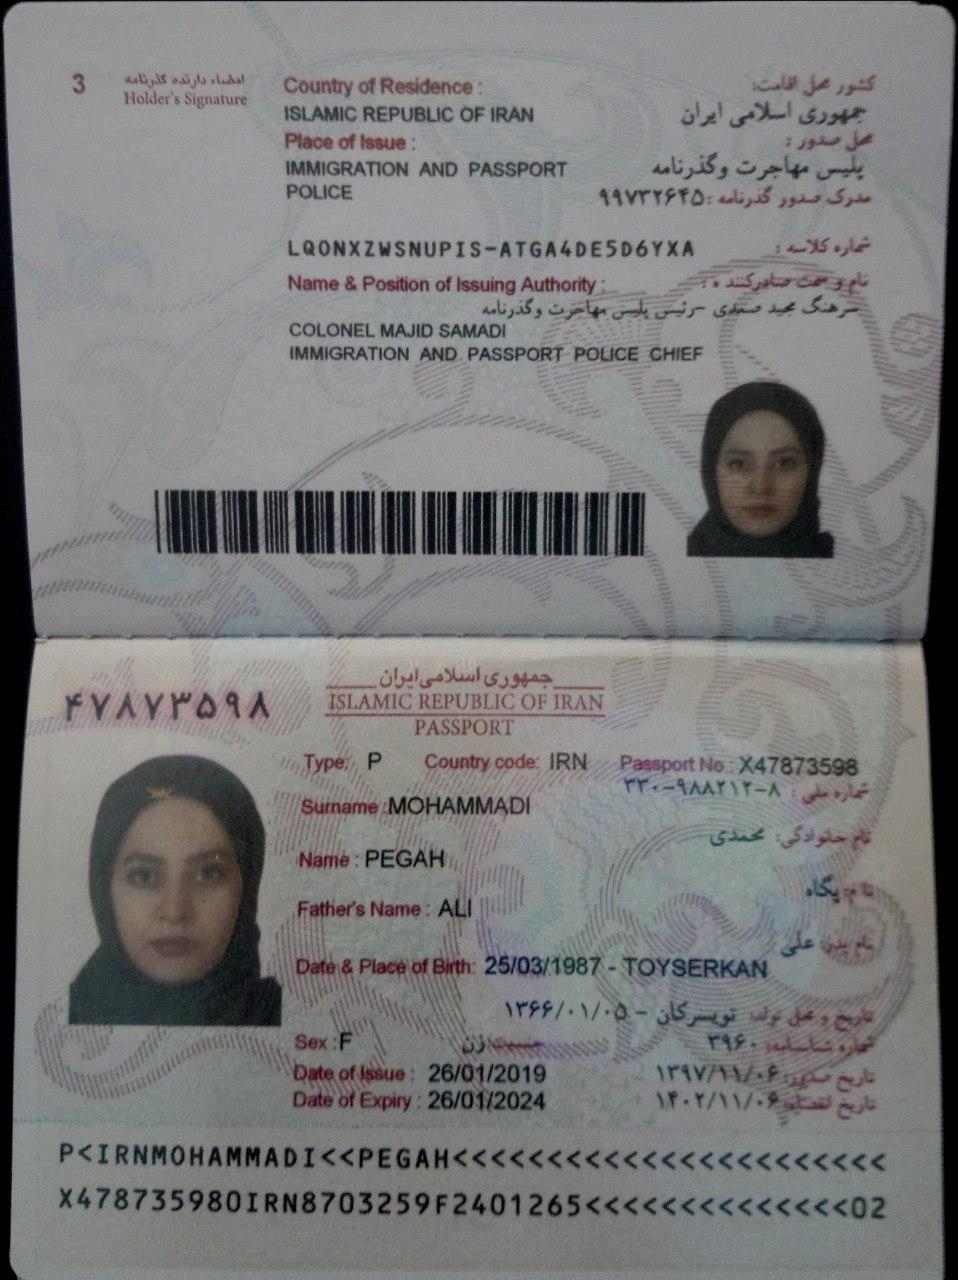 3
امضاء دارنده گذرنامه
Holder's Signature
Country of Residence : کشور محل اقامت:
ISLAMIC REPUBLIC OF IRAN جمهوری اسلامی ایران
Place of Issue : محل صدور :
IMMIGRATION AND PASSPORT پلیس مهاجرت وگذرنامه
POLICE مدرک صدور گذرنامه :۹۹۷۳۲۶۴۵
LQONXZWSNUPIS-ATGA4DE5D6YXA شماره کلاسه :
Name & Position of Issuing Authority : نام و سمت صادرکننده :
سرهنگ مجید صمدی -رئیس پلیس مهاجرت وگذرنامه
COLONEL MAJID SAMADI
IMMIGRATION AND PASSPORT POLICE CHIEF
جمهوری اسلامی ایران
۴۷۸۷۳۵۹۸ ISLAMIC REPUBLIC OF IRAN
PASSPORT
Type: P Country code: IRN Passport No : X47873598
شماره ملی : ۳۳۰-۹۸۸۲۱۲-۸
Surname : MOHAMMADI
نام خانوادگی: محمدی
Name : PEGAH
نام: پگاه
Father's Name : ALI
نام پدر: علی
Date & Place of Birth: 25/03/1987 - TOYSERKAN
تاریخ و محل تولد: تویسرکان - ۱۳۶۶/۰۱/۰۵
Sex : F جنسیت: زن شماره شناسنامه: ۳۹۶۰
Date of Issue : 26/01/2019 تاریخ صدور: ۱۳۹۷/۱۱/۰۶
Date of Expiry : 26/01/2024 تاریخ انقضاء: ۱۴۰۲/۱۱/۰۶
P<IRNMOHAMMADI<<PEGAH<<<<<<<<<<<<<<<<<<<<<<<
X478735980IRN8703259F2401265<<<<<<<<<<<<<<02